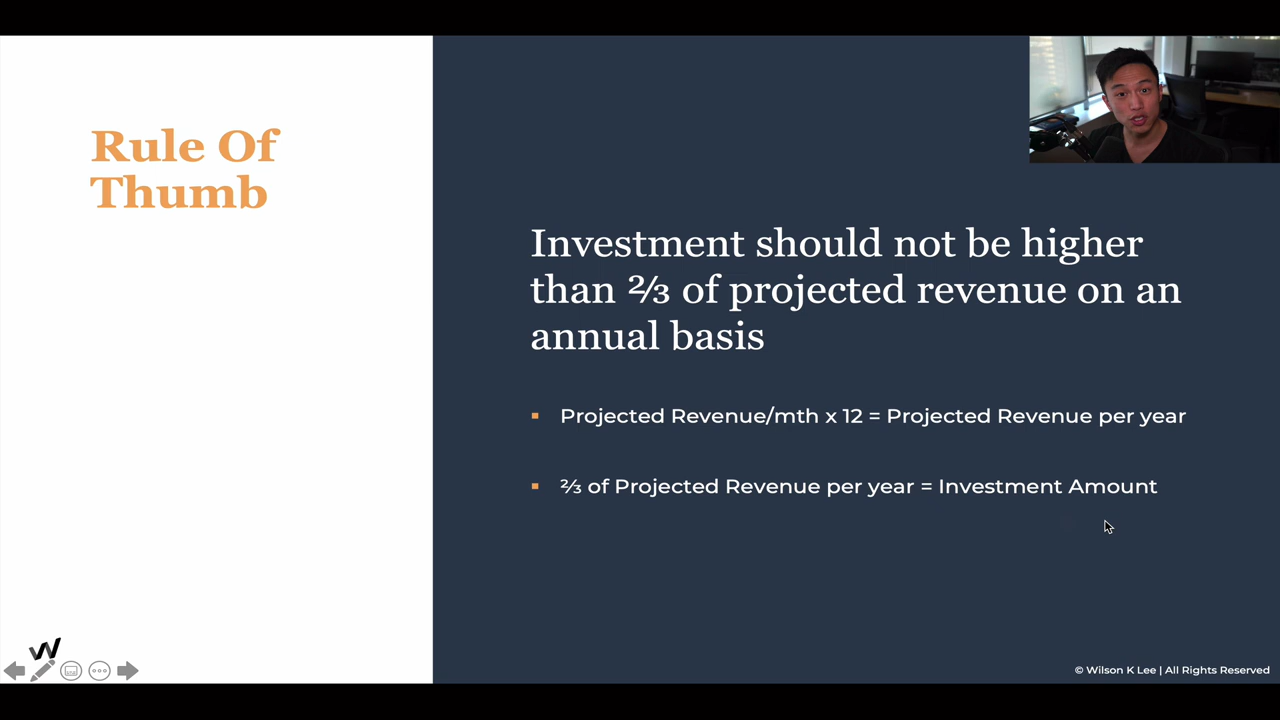 Rule Of
Thumb
Investment should not be higher
than ⅔ of projected revenue on an
annual basis
▪ Projected Revenue/mth x 12 = Projected Revenue per year
▪ ⅔ of Projected Revenue per year = Investment Amount
W
© Wilson K Lee | All Rights Reserved